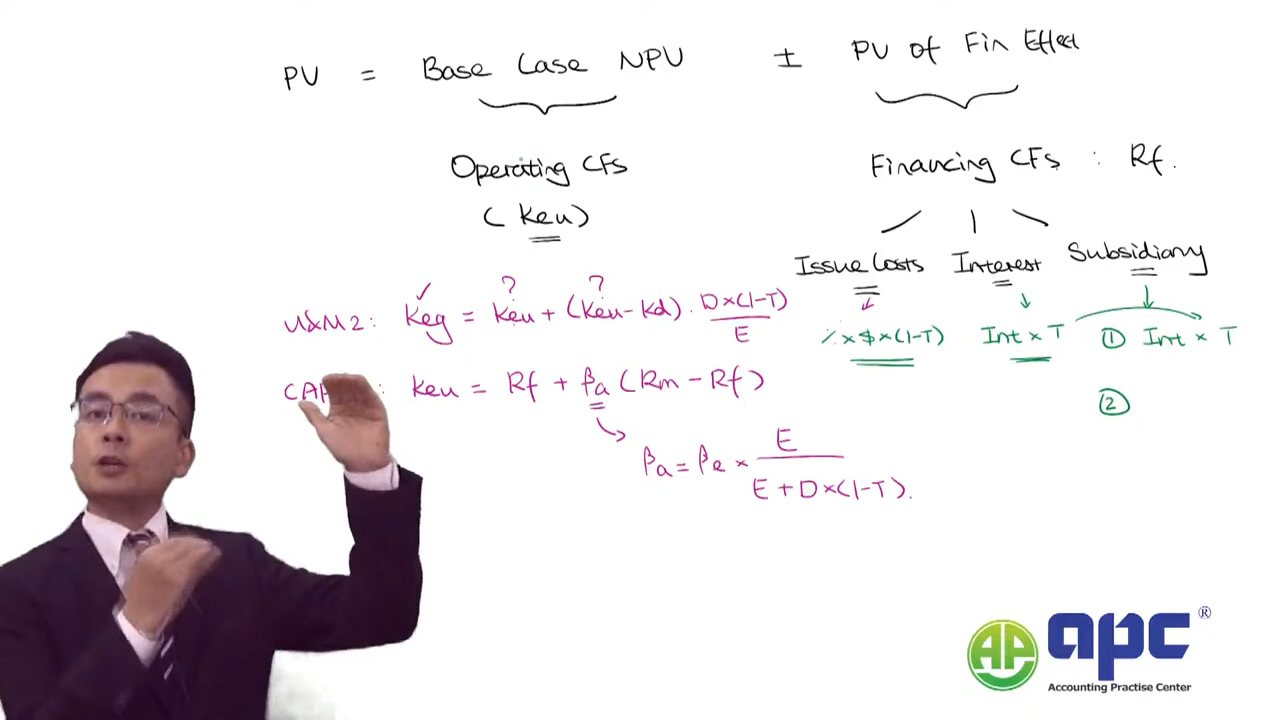 PV = Base Case NPV ± PV of Fin Effect
Operating CFs
(Keu)
Financing CFs : Rf.
Issue Costs Interest Subsidiary
% x $ x (1-T) Int x T ① Int x T
②
? ?
M&M 2: ✓Keg = Keu + (Keu - Kd) . D x (1-T) / E
: Keu = Rf + βa (Rm - Rf)
βa = βe x E / E + D x (1-T).
AP
apc ®
Accounting Practise Center